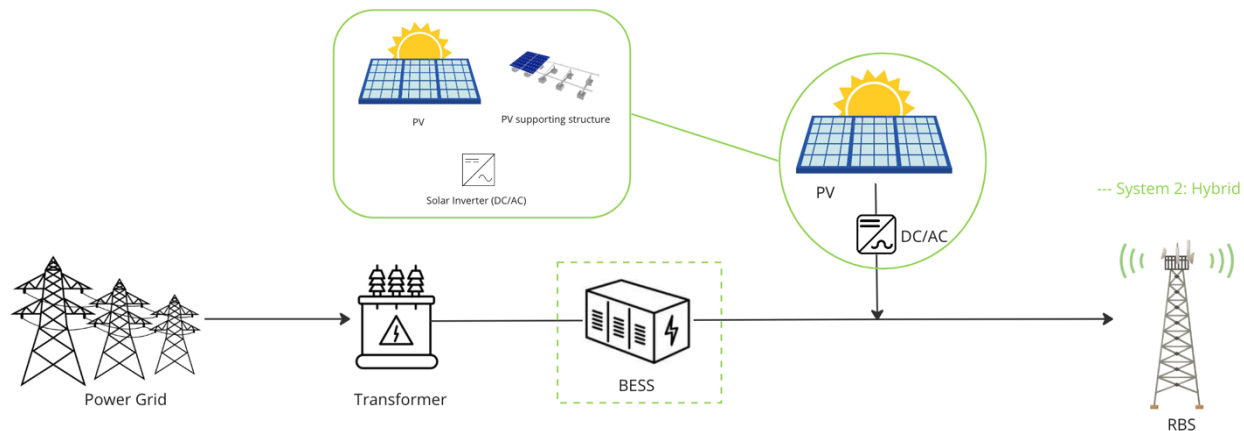 PV
PV supporting structure
Solar Inverter (DC/AC)
PV
DC/AC
--- System 2: Hybrid
Power Grid
Transformer
BESS
RBS